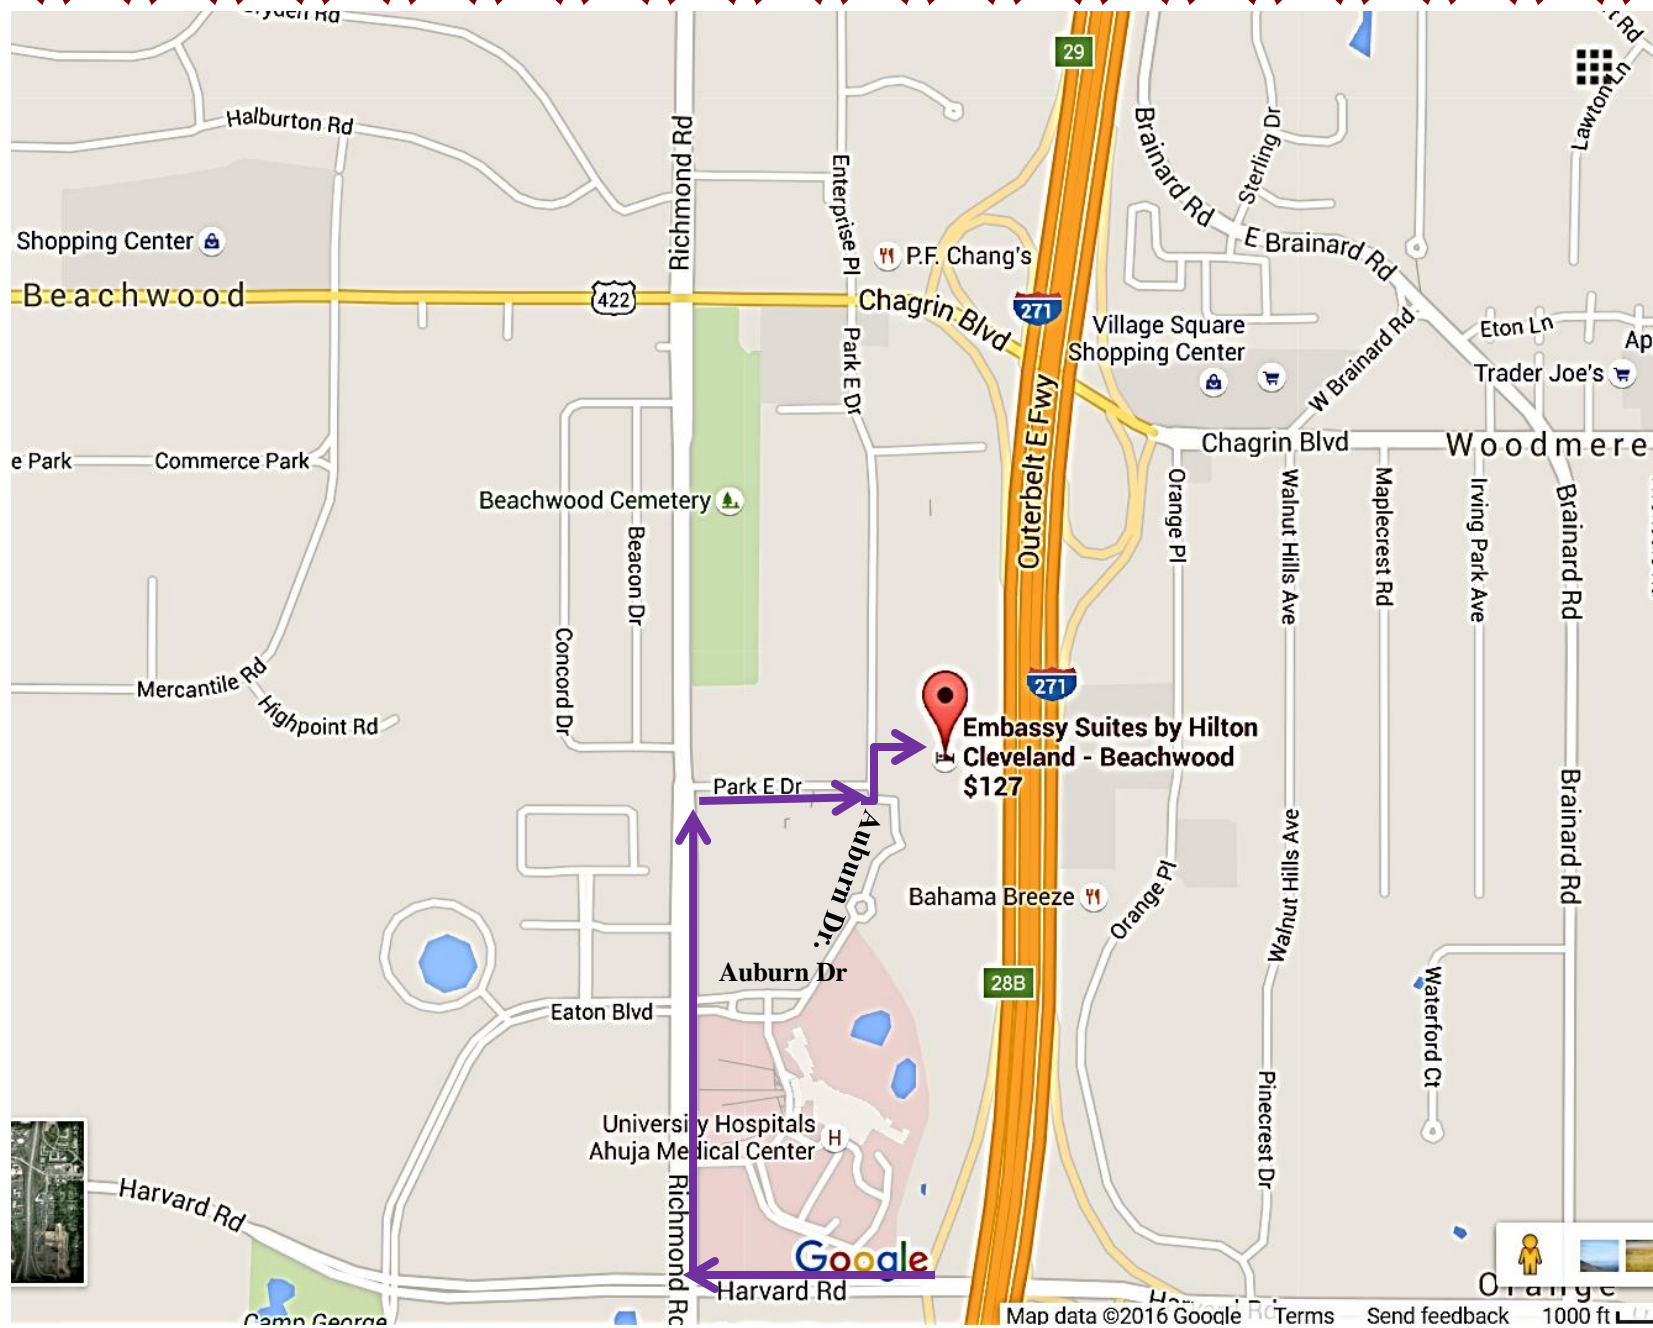 29
Lawton Ln
Halburton Rd
Richmond Rd
Enterprise Pl
Brainard Rd
Sterling Dr
Shopping Center
P.F. Chang's
E Brainard Rd
Beachwood
422
Chagrin Blvd
271
Village Square
Shopping Center
W Brainard Rd
Eton Ln
Ap
Trader Joe's
Park E Dr
Outerbelt E Fwy
Chagrin Blvd
Woodmere
e Park
Commerce Park
Beachwood Cemetery
Orange Pl
Walnut Hills Ave
Maplecrest Rd
Irving Park Ave
Brainard Rd
Beacon Dr
Concord Dr
Mercantile Rd
Highpoint Rd
271
Embassy Suites by Hilton
Cleveland - Beachwood
$127
Park E Dr
Auburn Dr.
Brainard Rd
Walnut Hills Ave
Bahama Breeze
Orange Pl
Auburn Dr
28B
Waterford Ct
Eaton Blvd
Pinecrest Dr
University Hospitals
Ahuja Medical Center
H
Harvard Rd
Richmond Rd
Google
Harvard Rd
Orange
Harvard Rd
Camp George
Map data ©2016 Google
Terms
Send feedback
1000 ft